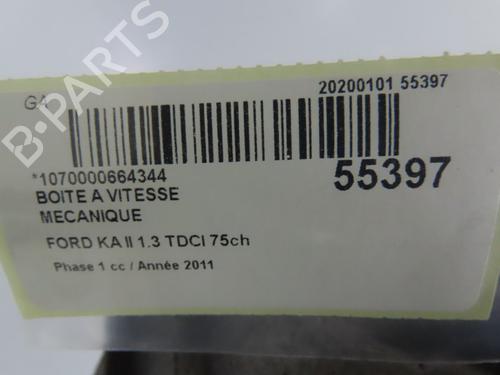 20200101 55397
GA
*1070000664344
55397
BOITE A VITESSE
MECANIQUE
FORD KA II 1.3 TDCI 75ch
Phase 1 cc / Année 2011
B-PARTS